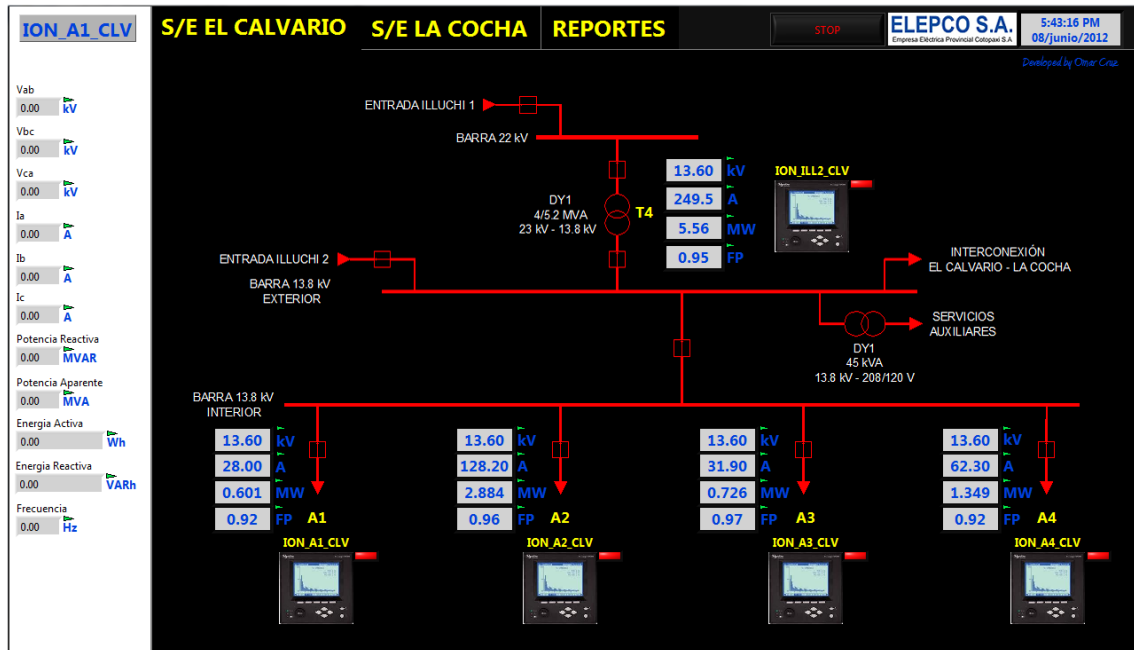 ION_A1_CLV
S/E EL CALVARIO
S/E LA COCHA
REPORTES
STOP
ELEPCO S.A.
Empresa Eléctrica Provincial Cotopaxi S.A
5:43:16 PM
08/junio/2012
Developed by Omar Cruz
Vab
0.00 kV
Vbc
0.00 kV
Vca
0.00 kV
Ia
0.00 A
Ib
0.00 A
Ic
0.00 A
Potencia Reactiva
0.00 MVAR
Potencia Aparente
0.00 MVA
Energia Activa
0.00 Wh
Energia Reactiva
0.00 VARh
Frecuencia
0.00 Hz
ENTRADA ILLUCHI 1
BARRA 22 kV
DY1
4/5.2 MVA
23 kV - 13.8 kV
T4
13.60 kV
249.5 A
5.56 MW
0.95 FP
ION_ILL2_CLV
ENTRADA ILLUCHI 2
BARRA 13.8 kV
EXTERIOR
INTERCONEXIÓN
EL CALVARIO - LA COCHA
SERVICIOS
AUXILIARES
DY1
45 kVA
13.8 kV - 208/120 V
BARRA 13.8 kV
INTERIOR
13.60 kV
28.00 A
0.601 MW
0.92 FP
A1
ION_A1_CLV
13.60 kV
128.20 A
2.884 MW
0.96 FP
A2
ION_A2_CLV
13.60 kV
31.90 A
0.726 MW
0.97 FP
A3
ION_A3_CLV
13.60 kV
62.30 A
1.349 MW
0.92 FP
A4
ION_A4_CLV